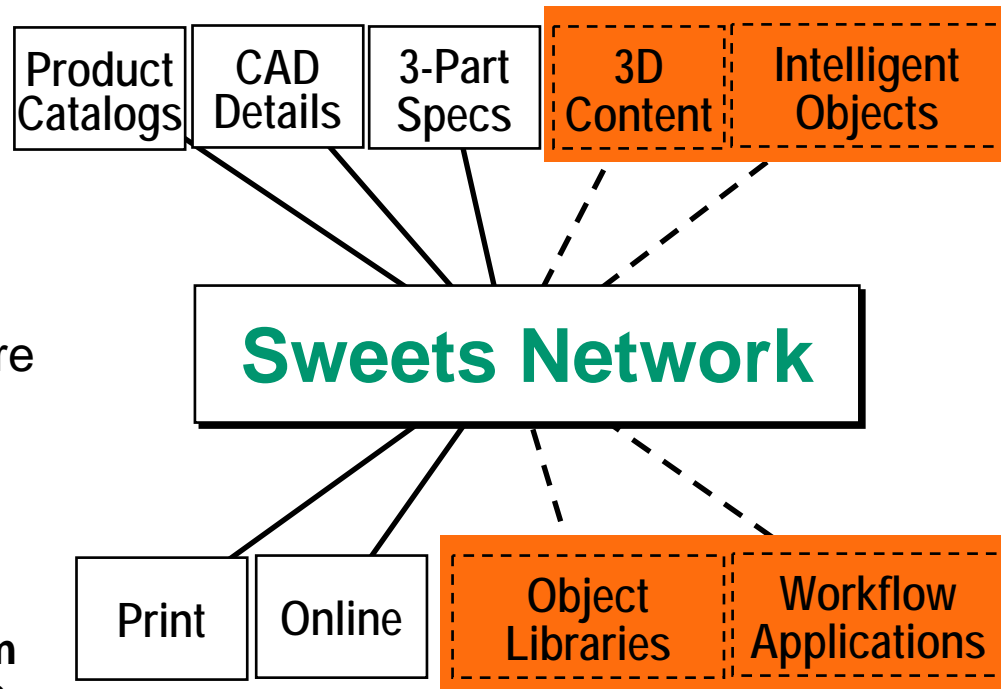 Product
Catalogs
CAD
Details
3-Part
Specs
3D
Content
Intelligent
Objects
re
Sweets Network
Print
Online
Object
Libraries
Workflow
Applications